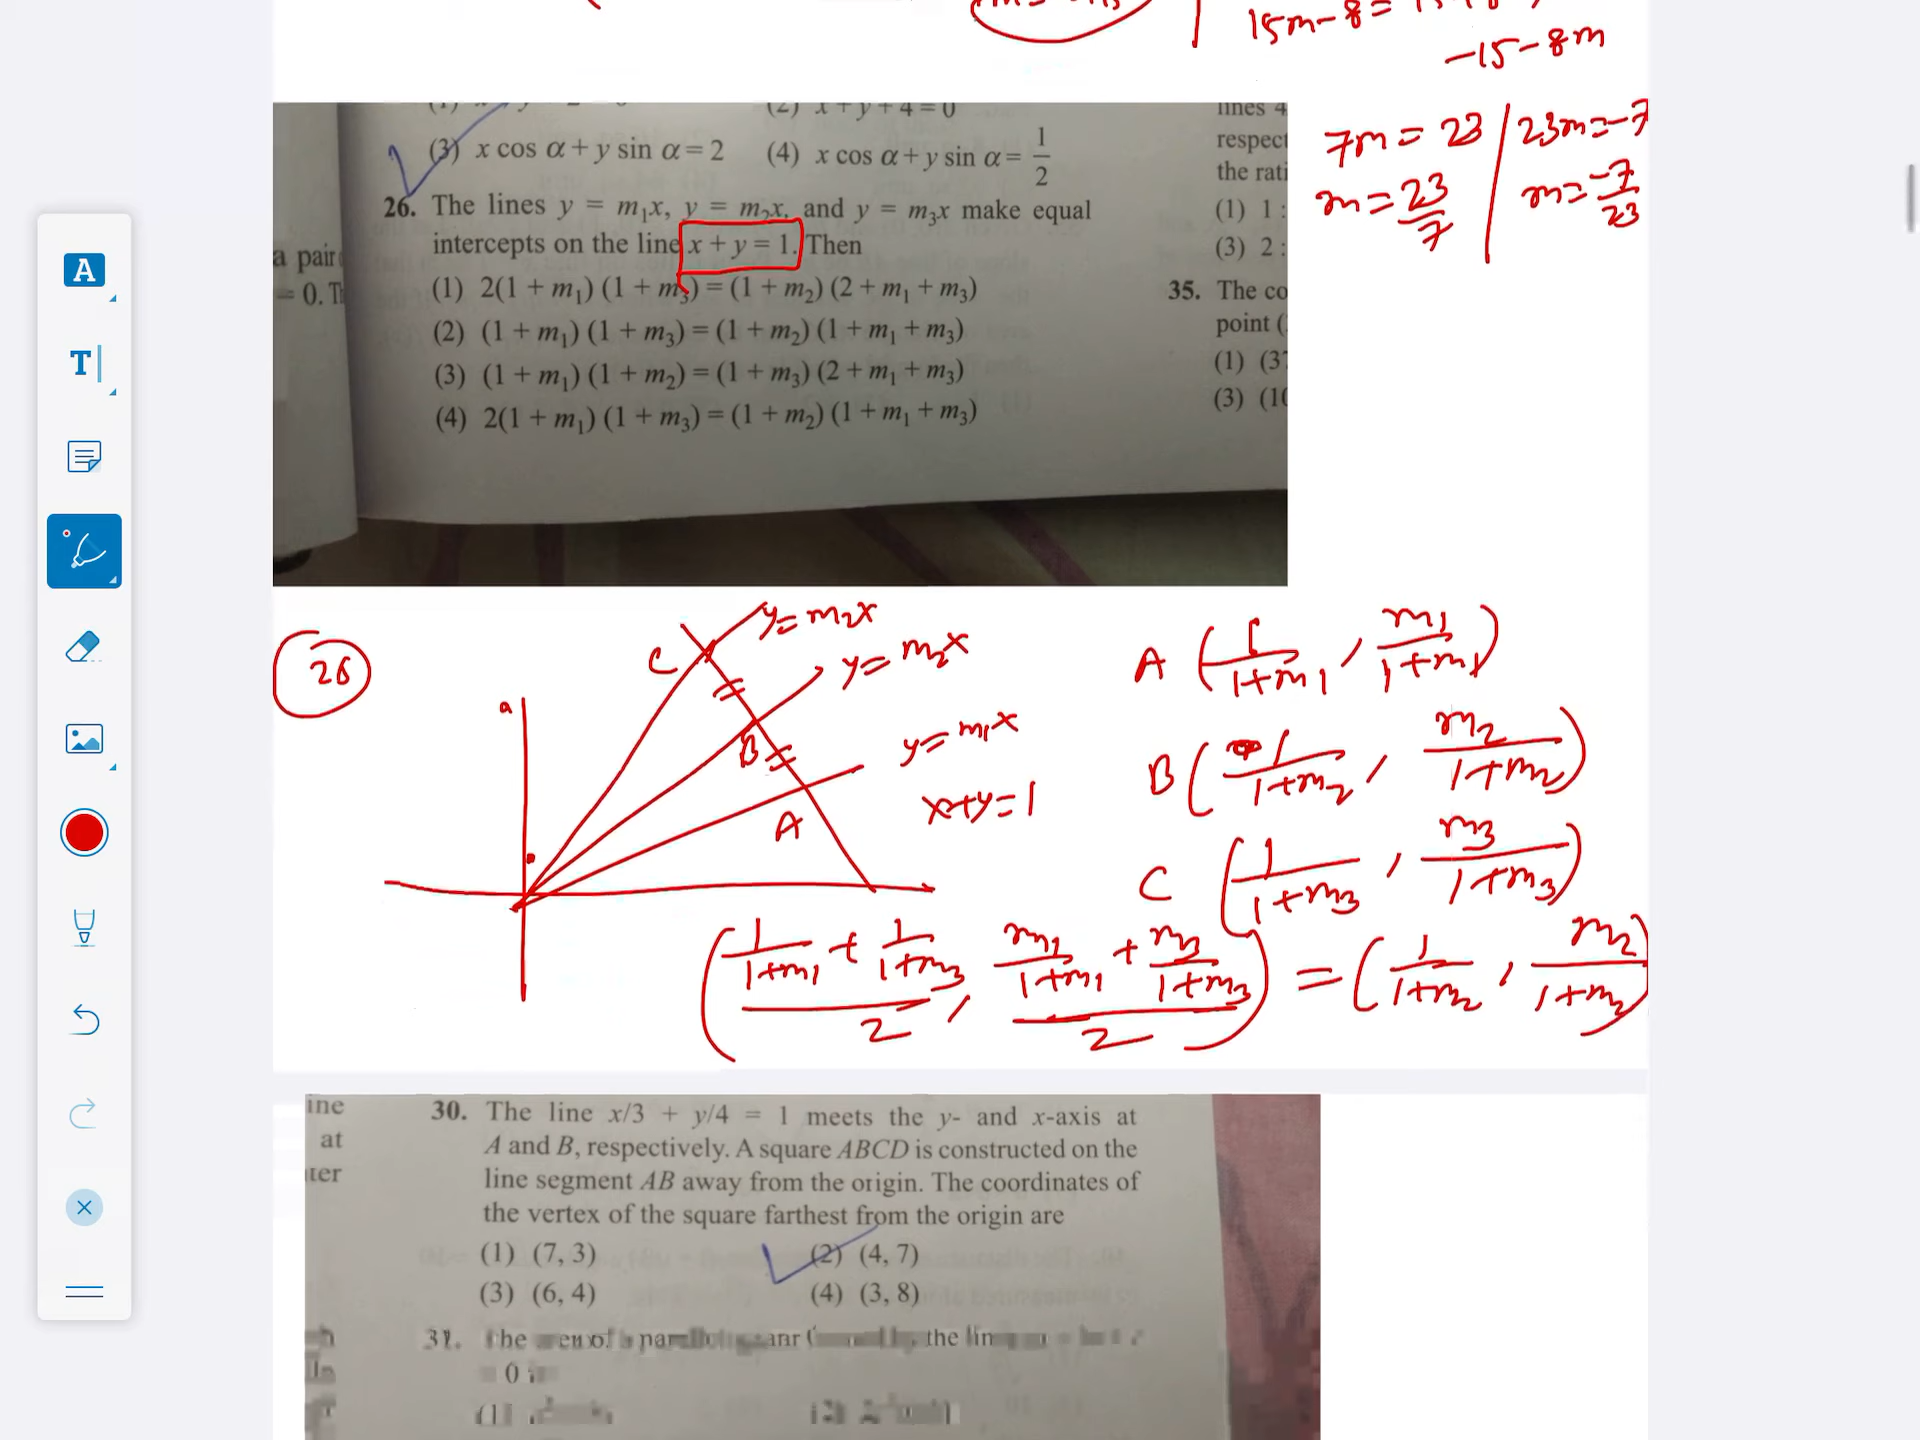 15m-8=
-15-8m
(2) x + y + 4 = 0
(3) x cos α + y sin α = 2 (4) x cos α + y sin α = 1/2
26. The lines y = m₁x, y = m₂x, and y = m₃x make equal
intercepts on the line x + y = 1. Then
(1) 2(1 + m₁) (1 + m₃) = (1 + m₂) (2 + m₁ + m₃)
(2) (1 + m₁) (1 + m₃) = (1 + m₂) (1 + m₁ + m₃)
(3) (1 + m₁) (1 + m₂) = (1 + m₃) (2 + m₁ + m₃)
(4) 2(1 + m₁) (1 + m₃) = (1 + m₂) (1 + m₁ + m₃)
a pair
= 0. T
lines 4
respect
the rati
(1) 1 :
(3) 2 :
35. The co
point (
(1) (3
(3) (1
7m = 23 | 23m = -7
m = 23/7 | m = -7/23
A
T
26
y = m₂x
C
y = m₂x
a
B
y = m₁x
x+y=1
A
A (1/1+m₁, m₁/1+m₁)
B (1/1+m₂, m₂/1+m₂)
C (1/1+m₃, m₃/1+m₃)
(1/1+m₁ + 1/1+m₃ / 2, m₁/1+m₁ + m₃/1+m₃ / 2) = (1/1+m₂, m₂/1+m₂)
ine
at
ter
30. The line x/3 + y/4 = 1 meets the y- and x-axis at
A and B, respectively. A square ABCD is constructed on the
line segment AB away from the origin. The coordinates of
the vertex of the square farthest from the origin are
(1) (7, 3) (2) (4, 7)
(3) (6, 4) (4) (3, 8)
31. the lin
0